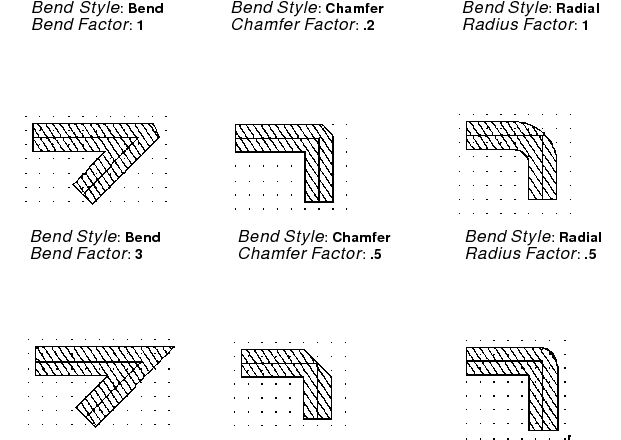 Bend Style: Bend
Bend Factor: 1
Bend Style: Chamfer
Chamfer Factor: .2
Bend Style: Radial
Radius Factor: 1
Bend Style: Bend
Bend Factor: 3
Bend Style: Chamfer
Chamfer Factor: .5
Bend Style: Radial
Radius Factor: .5